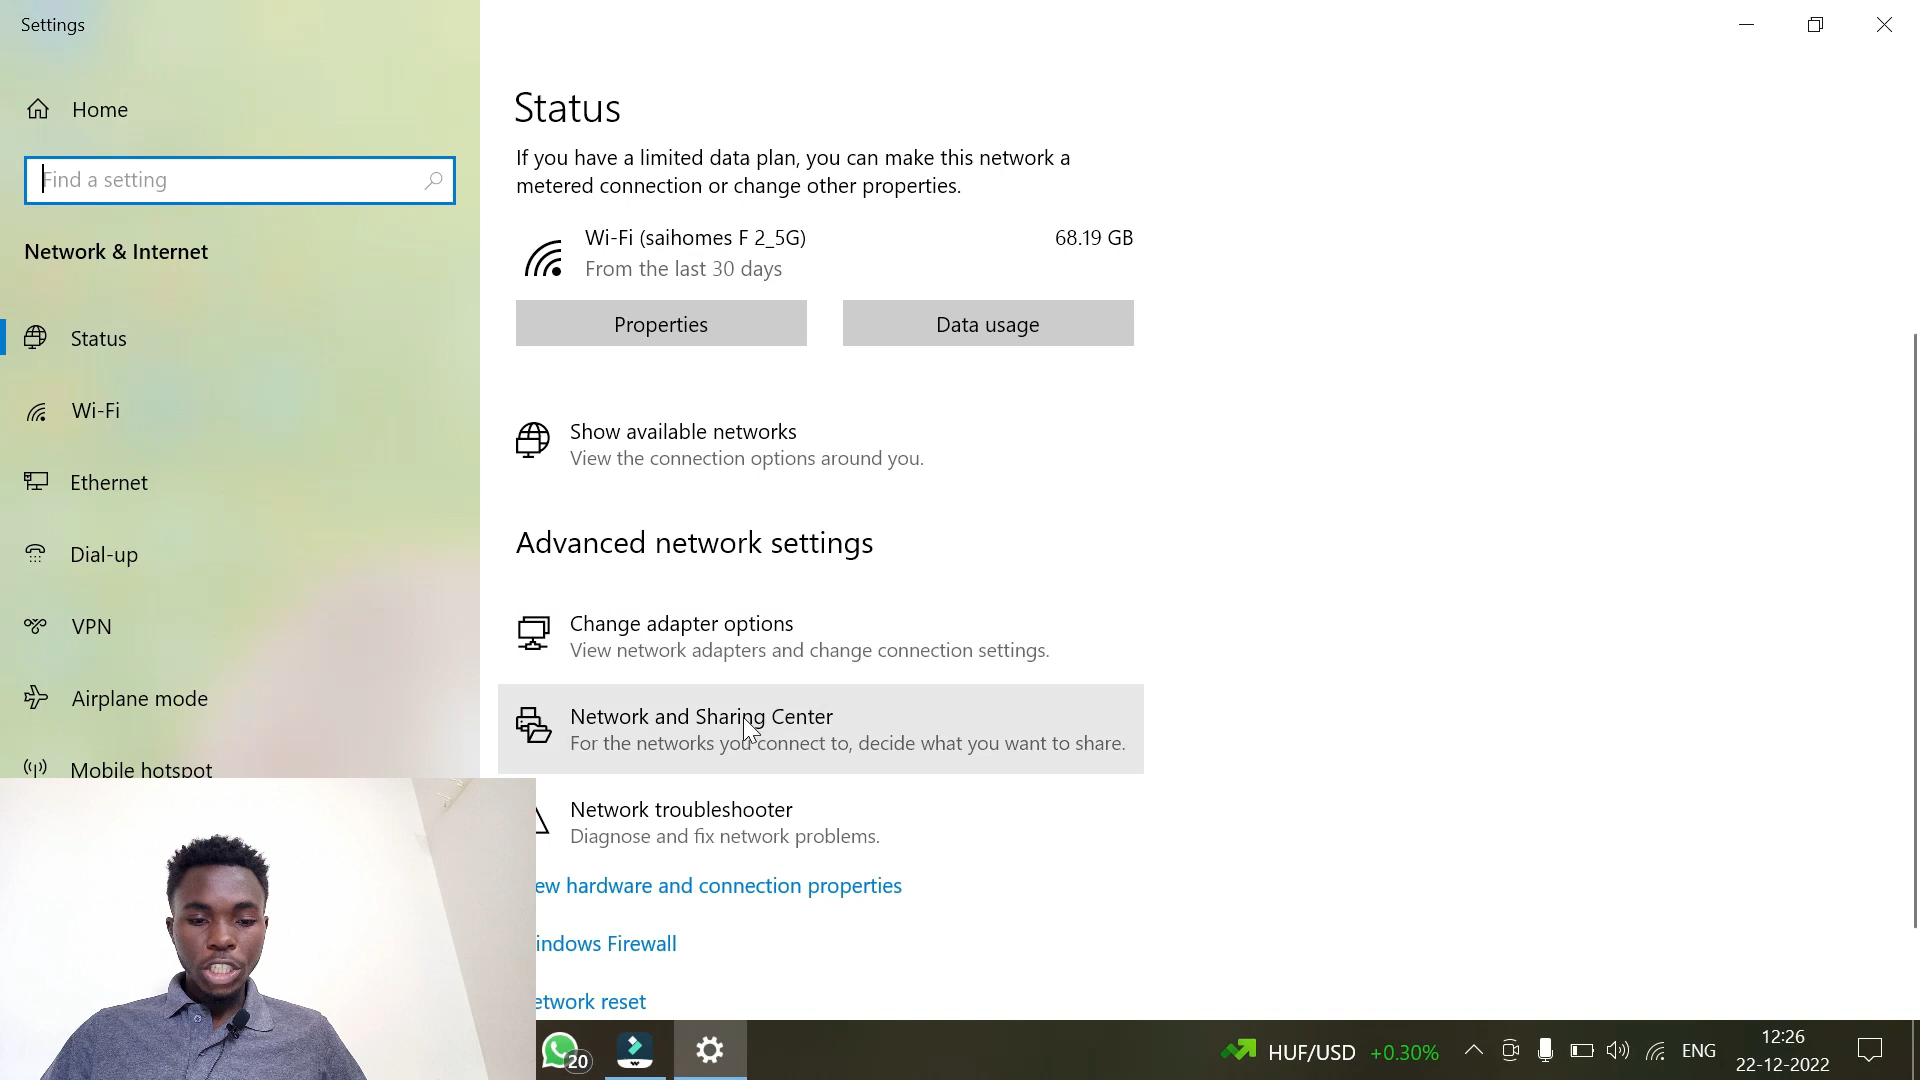 Settings
Home
Find a setting
Network & Internet
Status
Wi-Fi
Ethernet
Dial-up
VPN
Airplane mode
Mobile hotspot
Status
If you have a limited data plan, you can make this network a
metered connection or change other properties.
Wi-Fi (saihomes F 2_5G)
68.19 GB
From the last 30 days
Properties
Data usage
Show available networks
View the connection options around you.
Advanced network settings
Change adapter options
View network adapters and change connection settings.
Network and Sharing Center
For the networks you connect to, decide what you want to share.
Network troubleshooter
Diagnose and fix network problems.
ew hardware and connection properties
indows Firewall
etwork reset
20
HUF/USD +0.30%
ENG
12:26
22-12-2022